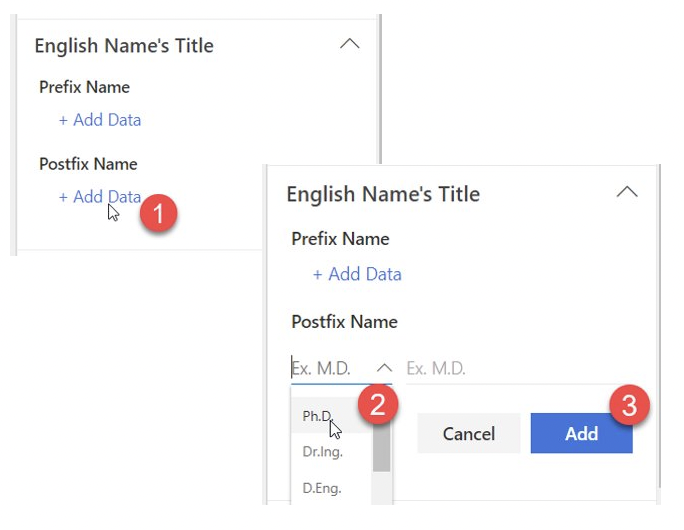 English Name's Title
Prefix Name
+ Add Data
Postfix Name
+ Add Data
1
English Name's Title
Prefix Name
+ Add Data
Postfix Name
Ex. M.D. Ex. M.D.
2
3
Ph.D.
Cancel Add
Dr.Ing.
D.Eng.